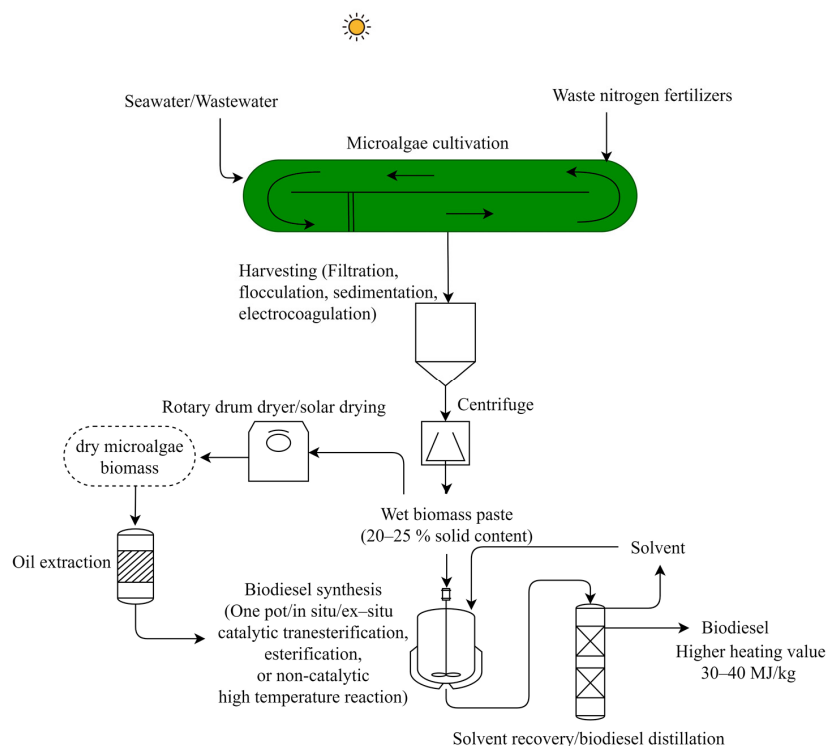 Seawater/Wastewater
Waste nitrogen fertilizers
Microalgae cultivation
Harvesting (Filtration,
flocculation, sedimentation,
electrocoagulation)
Centrifuge
Rotary drum dryer/solar drying
dry microalgae
biomass
Wet biomass paste
(20–25 % solid content)
Oil extraction
Solvent
Biodiesel synthesis
(One pot/in situ/ex–situ
catalytic tranesterification,
esterification,
or non-catalytic
high temperature reaction)
Biodiesel
Higher heating value
30–40 MJ/kg
Solvent recovery/biodiesel distillation